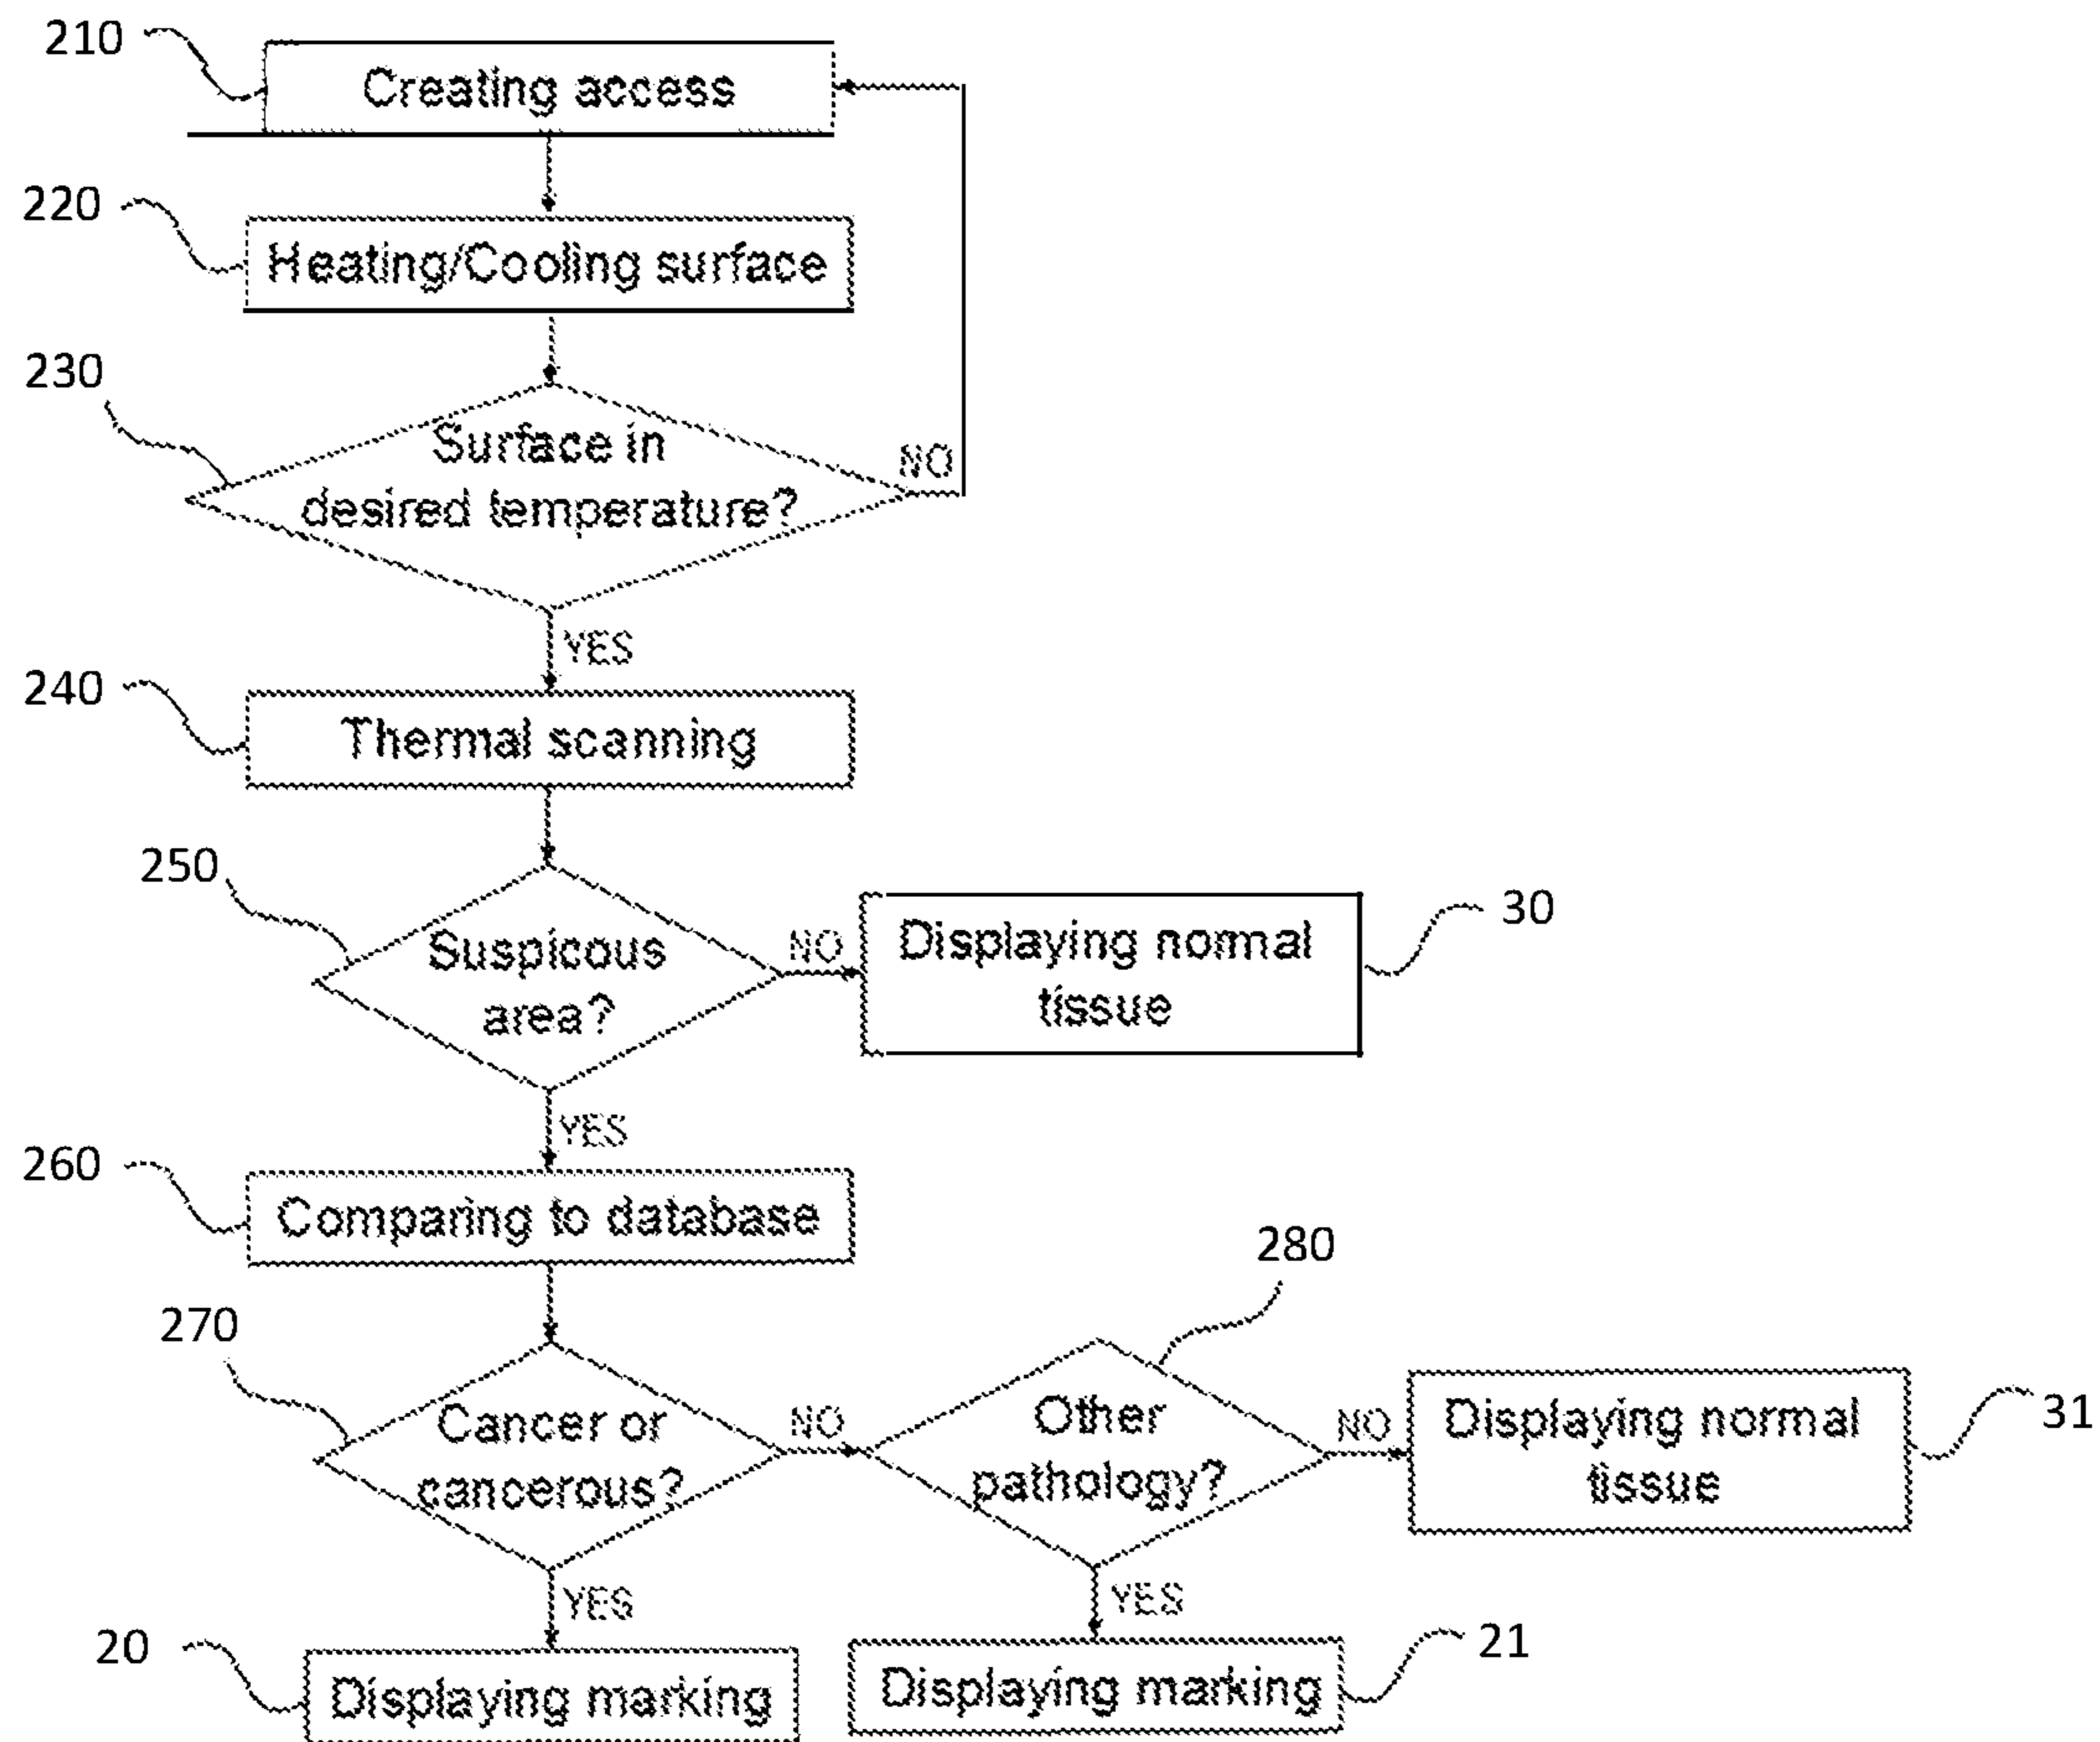 210
Creating access
220
Heating/Cooling surface
230
Surface in
desired temperature?
NO
YES
240
Thermal scanning
250
Suspicous
area?
NO
Displaying normal
tissue
30
YES
260
Comparing to database
280
270
Cancer or
cancerous?
NO
Other
pathology?
NO
Displaying normal
tissue
31
YES
YES
20
Displaying marking
Displaying marking
21